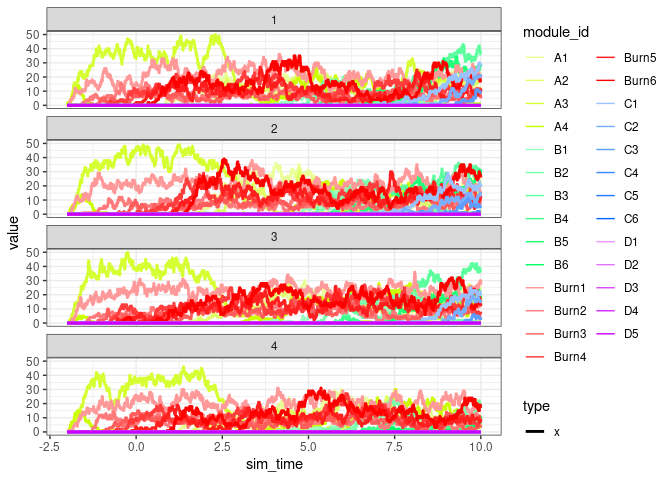 1
50
40
30
20
10
0
2
50
40
30
20
10
0
3
50
40
30
20
10
0
4
50
40
30
20
10
0
-2.5 0.0 2.5 5.0 7.5 10.0
sim_time
value
module_id
A1
A2
A3
A4
B1
B2
B3
B4
B5
B6
Burn1
Burn2
Burn3
Burn4
Burn5
Burn6
C1
C2
C3
C4
C5
C6
D1
D2
D3
D4
D5
type
x